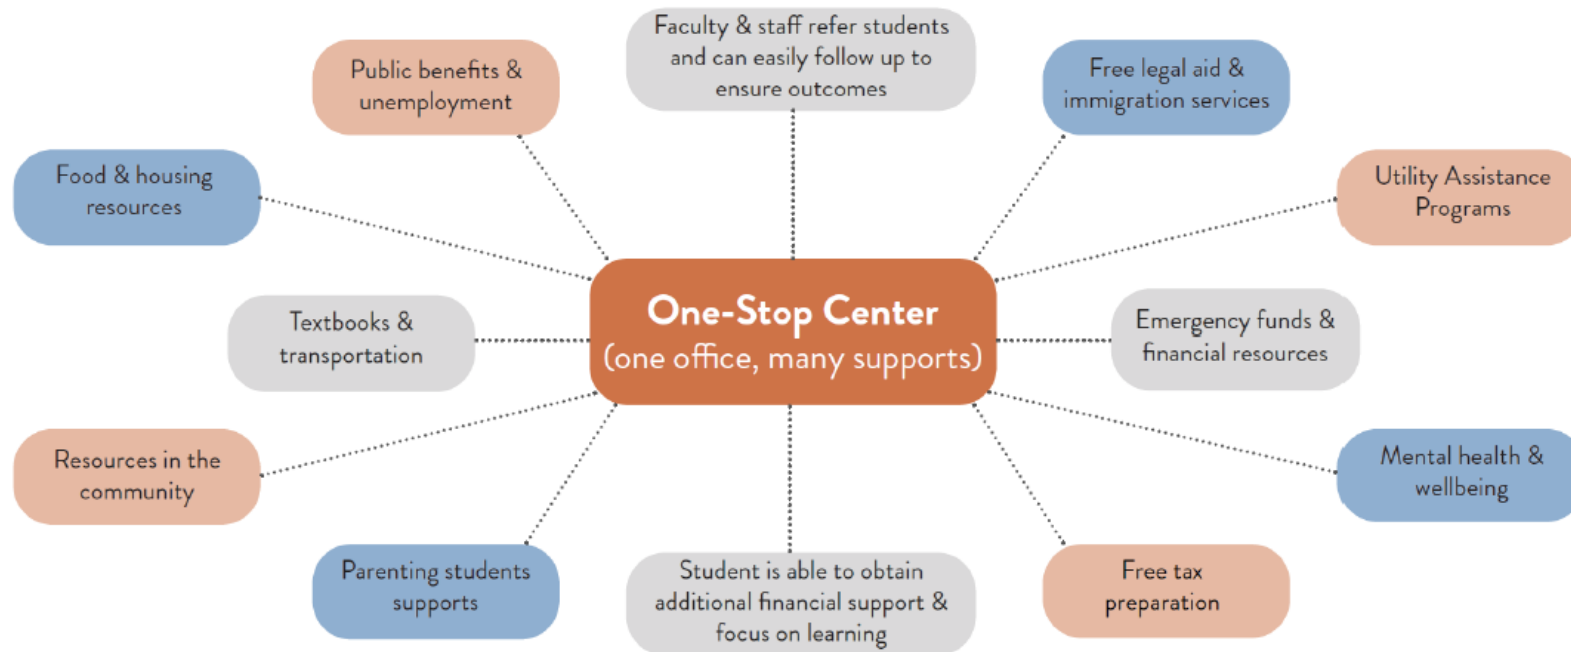 Faculty & staff refer students
and can easily follow up to
ensure outcomes
Public benefits &
unemployment
Free legal aid &
immigration services
Food & housing
resources
Utility Assistance
Programs
One-Stop Center
(one office, many supports)
Textbooks &
transportation
Emergency funds &
financial resources
Resources in the
community
Mental health &
wellbeing
Parenting students
supports
Student is able to obtain
additional financial support &
focus on learning
Free tax
preparation